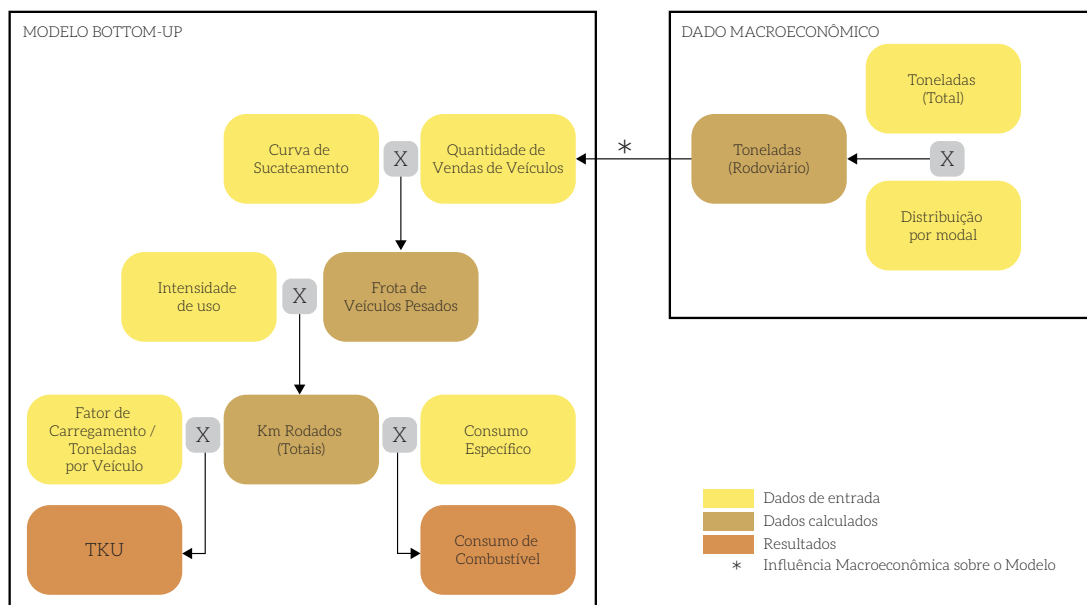 MODELO BOTTOM-UP
DADO MACROECONÔMICO
Toneladas
(Total)
Curva de
Sucateamento
X
Quantidade de
Vendas de Veículos
*
Toneladas
(Rodoviário)
X
Distribuição
por modal
Intensidade
de uso
X
Frota de
Veículos Pesados
Fator de
Carregamento /
Toneladas
por Veículo
X
Km Rodados
(Totais)
X
Consumo
Específico
TKU
Consumo de
Combustível
Dados de entrada
Dados calculados
Resultados
* Influência Macroeconômica sobre o Modelo